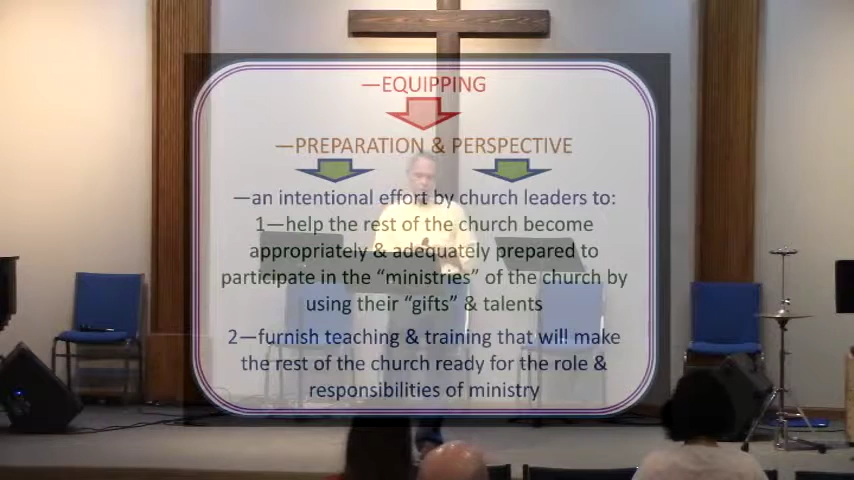 —EQUIPPING
—PREPARATION & PERSPECTIVE
—an intentional effort by church leaders to:
1—help the rest of the church become
appropriately & adequately prepared to
participate in the “ministries” of the church by
using their “gifts” & talents
2—furnish teaching & training that will make
the rest of the church ready for the role &
responsibilities of ministry